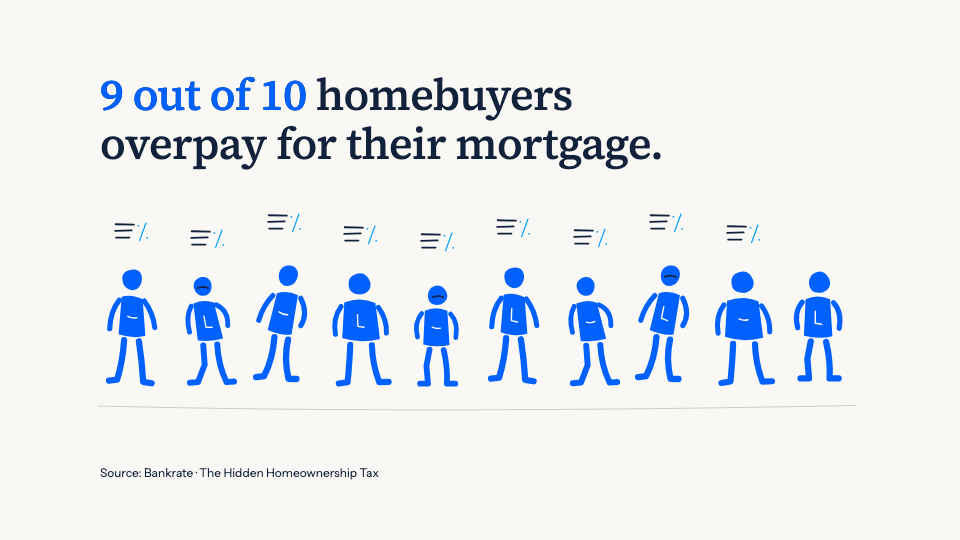 9 out of 10 homebuyers
overpay for their mortgage.
Source: Bankrate · The Hidden Homeownership Tax